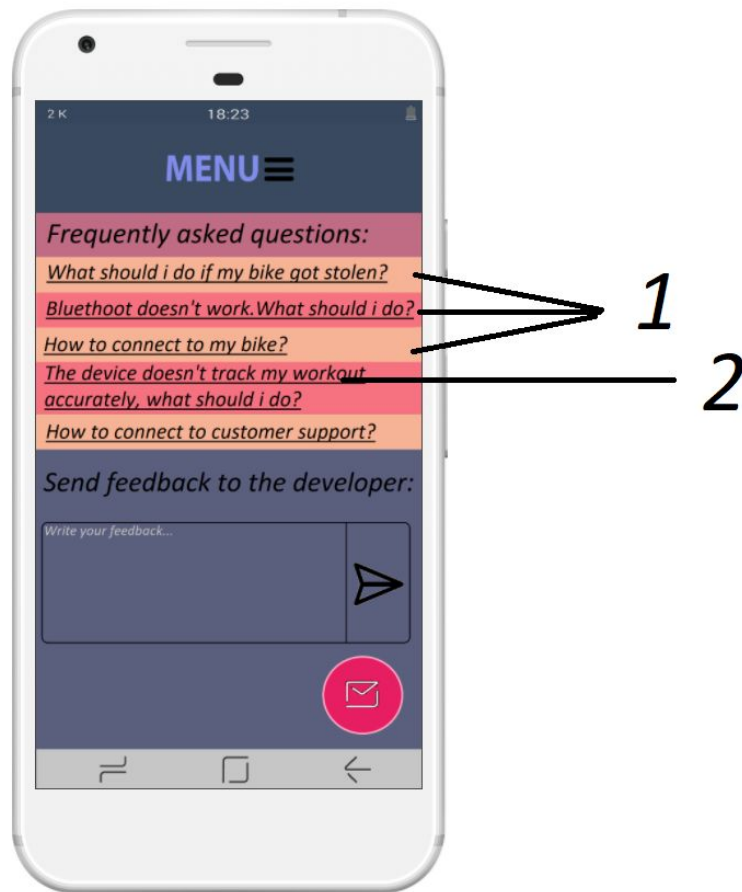 2 K 18:23
MENU
Frequently asked questions:
What should i do if my bike got stolen?
Bluethoot doesn't work.What should i do?
How to connect to my bike?
The device doesn't track my workout
accurately, what should i do?
How to connect to customer support?
Send feedback to the developer:
Write your feedback...
1
2